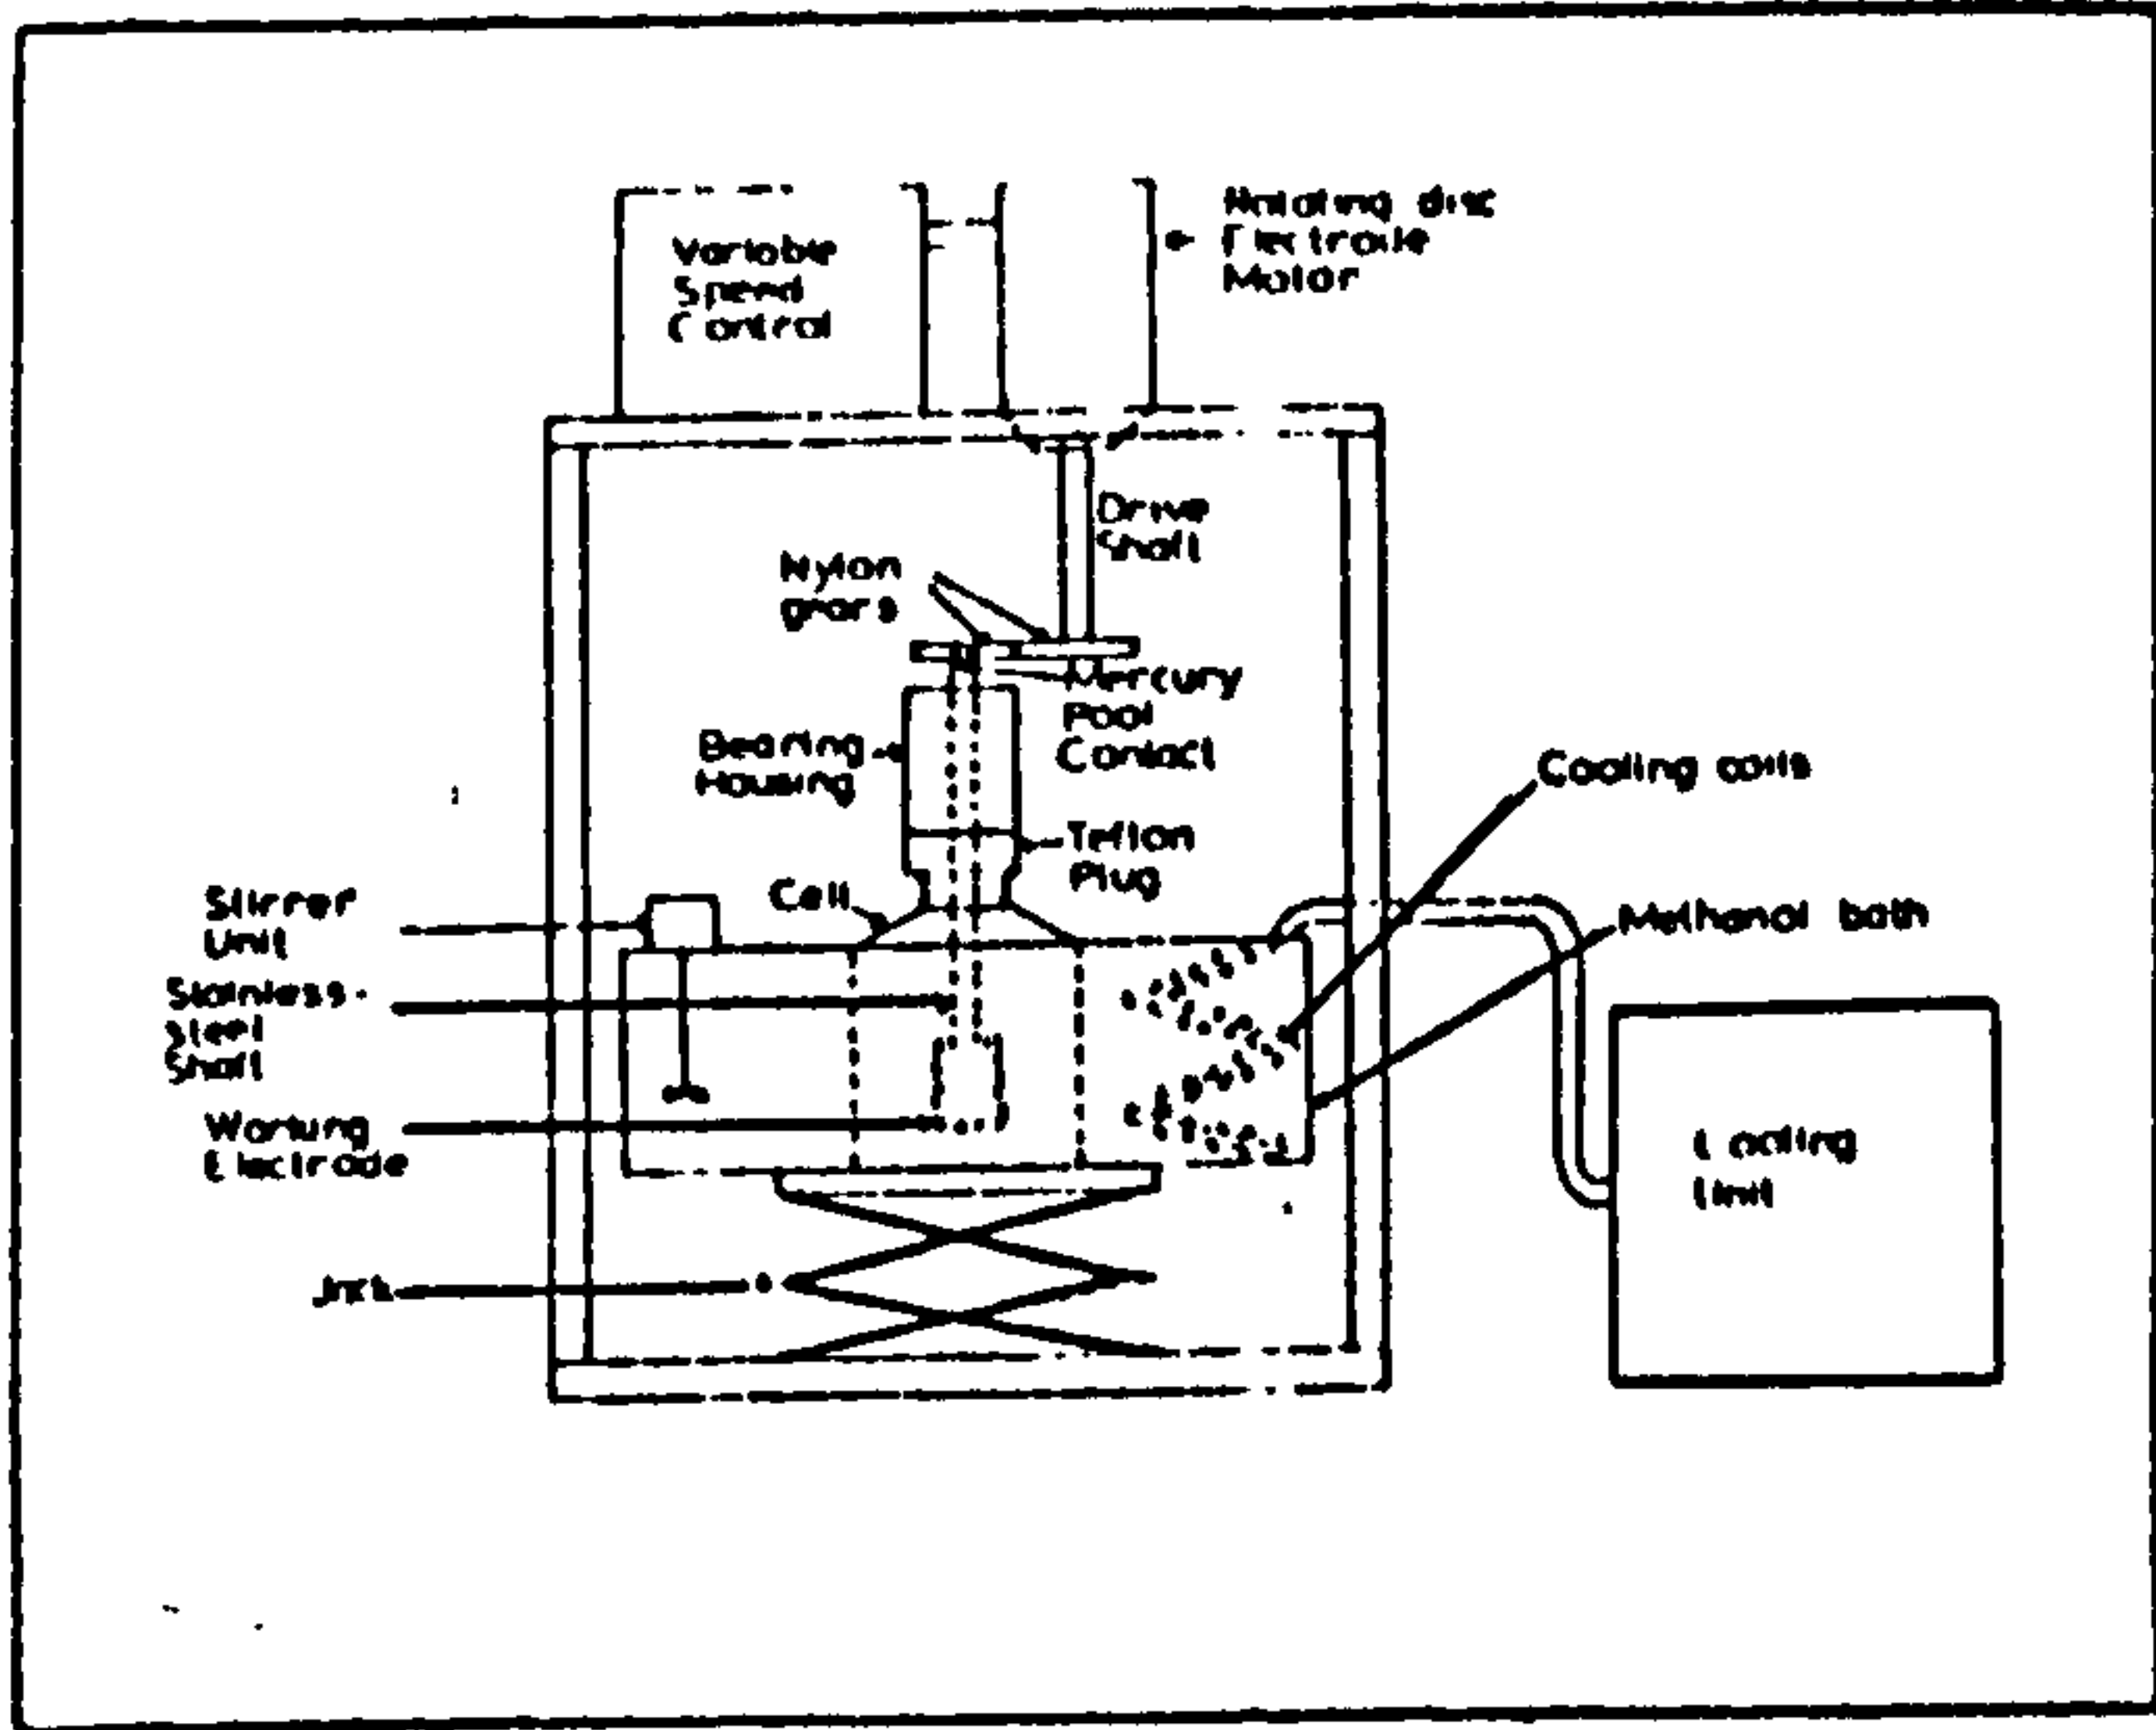 Rotating disc
Electrode
Motor
Variable
Speed
Control
Drive
Shaft
Nylon
gears
Mercury
Pool
Contact
Bearing
Housing
Cooling coils
Teflon
Plug
Cell
Stirrer
Unit
Methanol bath
Stainless
Steel
Shaft
Working
Electrode
Cooling
Unit
Jack